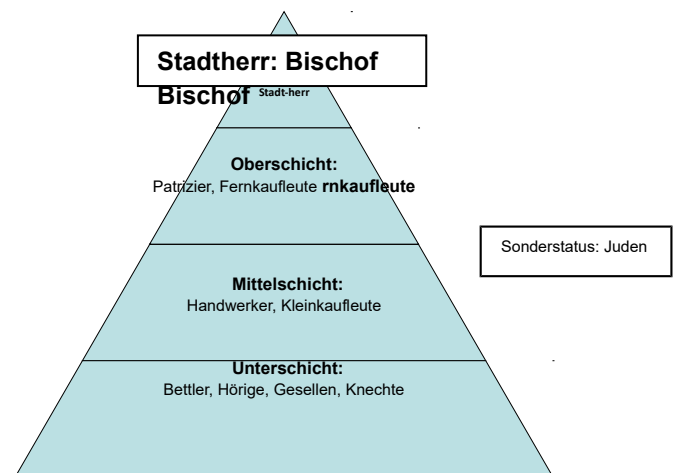 Stadtherr: Bischof
Bischof Stadt-herr
Oberschicht:
Patrizier, Fernkaufleute rnkaufleute
Sonderstatus: Juden
Mittelschicht:
Handwerker, Kleinkaufleute
Unterschicht:
Bettler, Hörige, Gesellen, Knechte